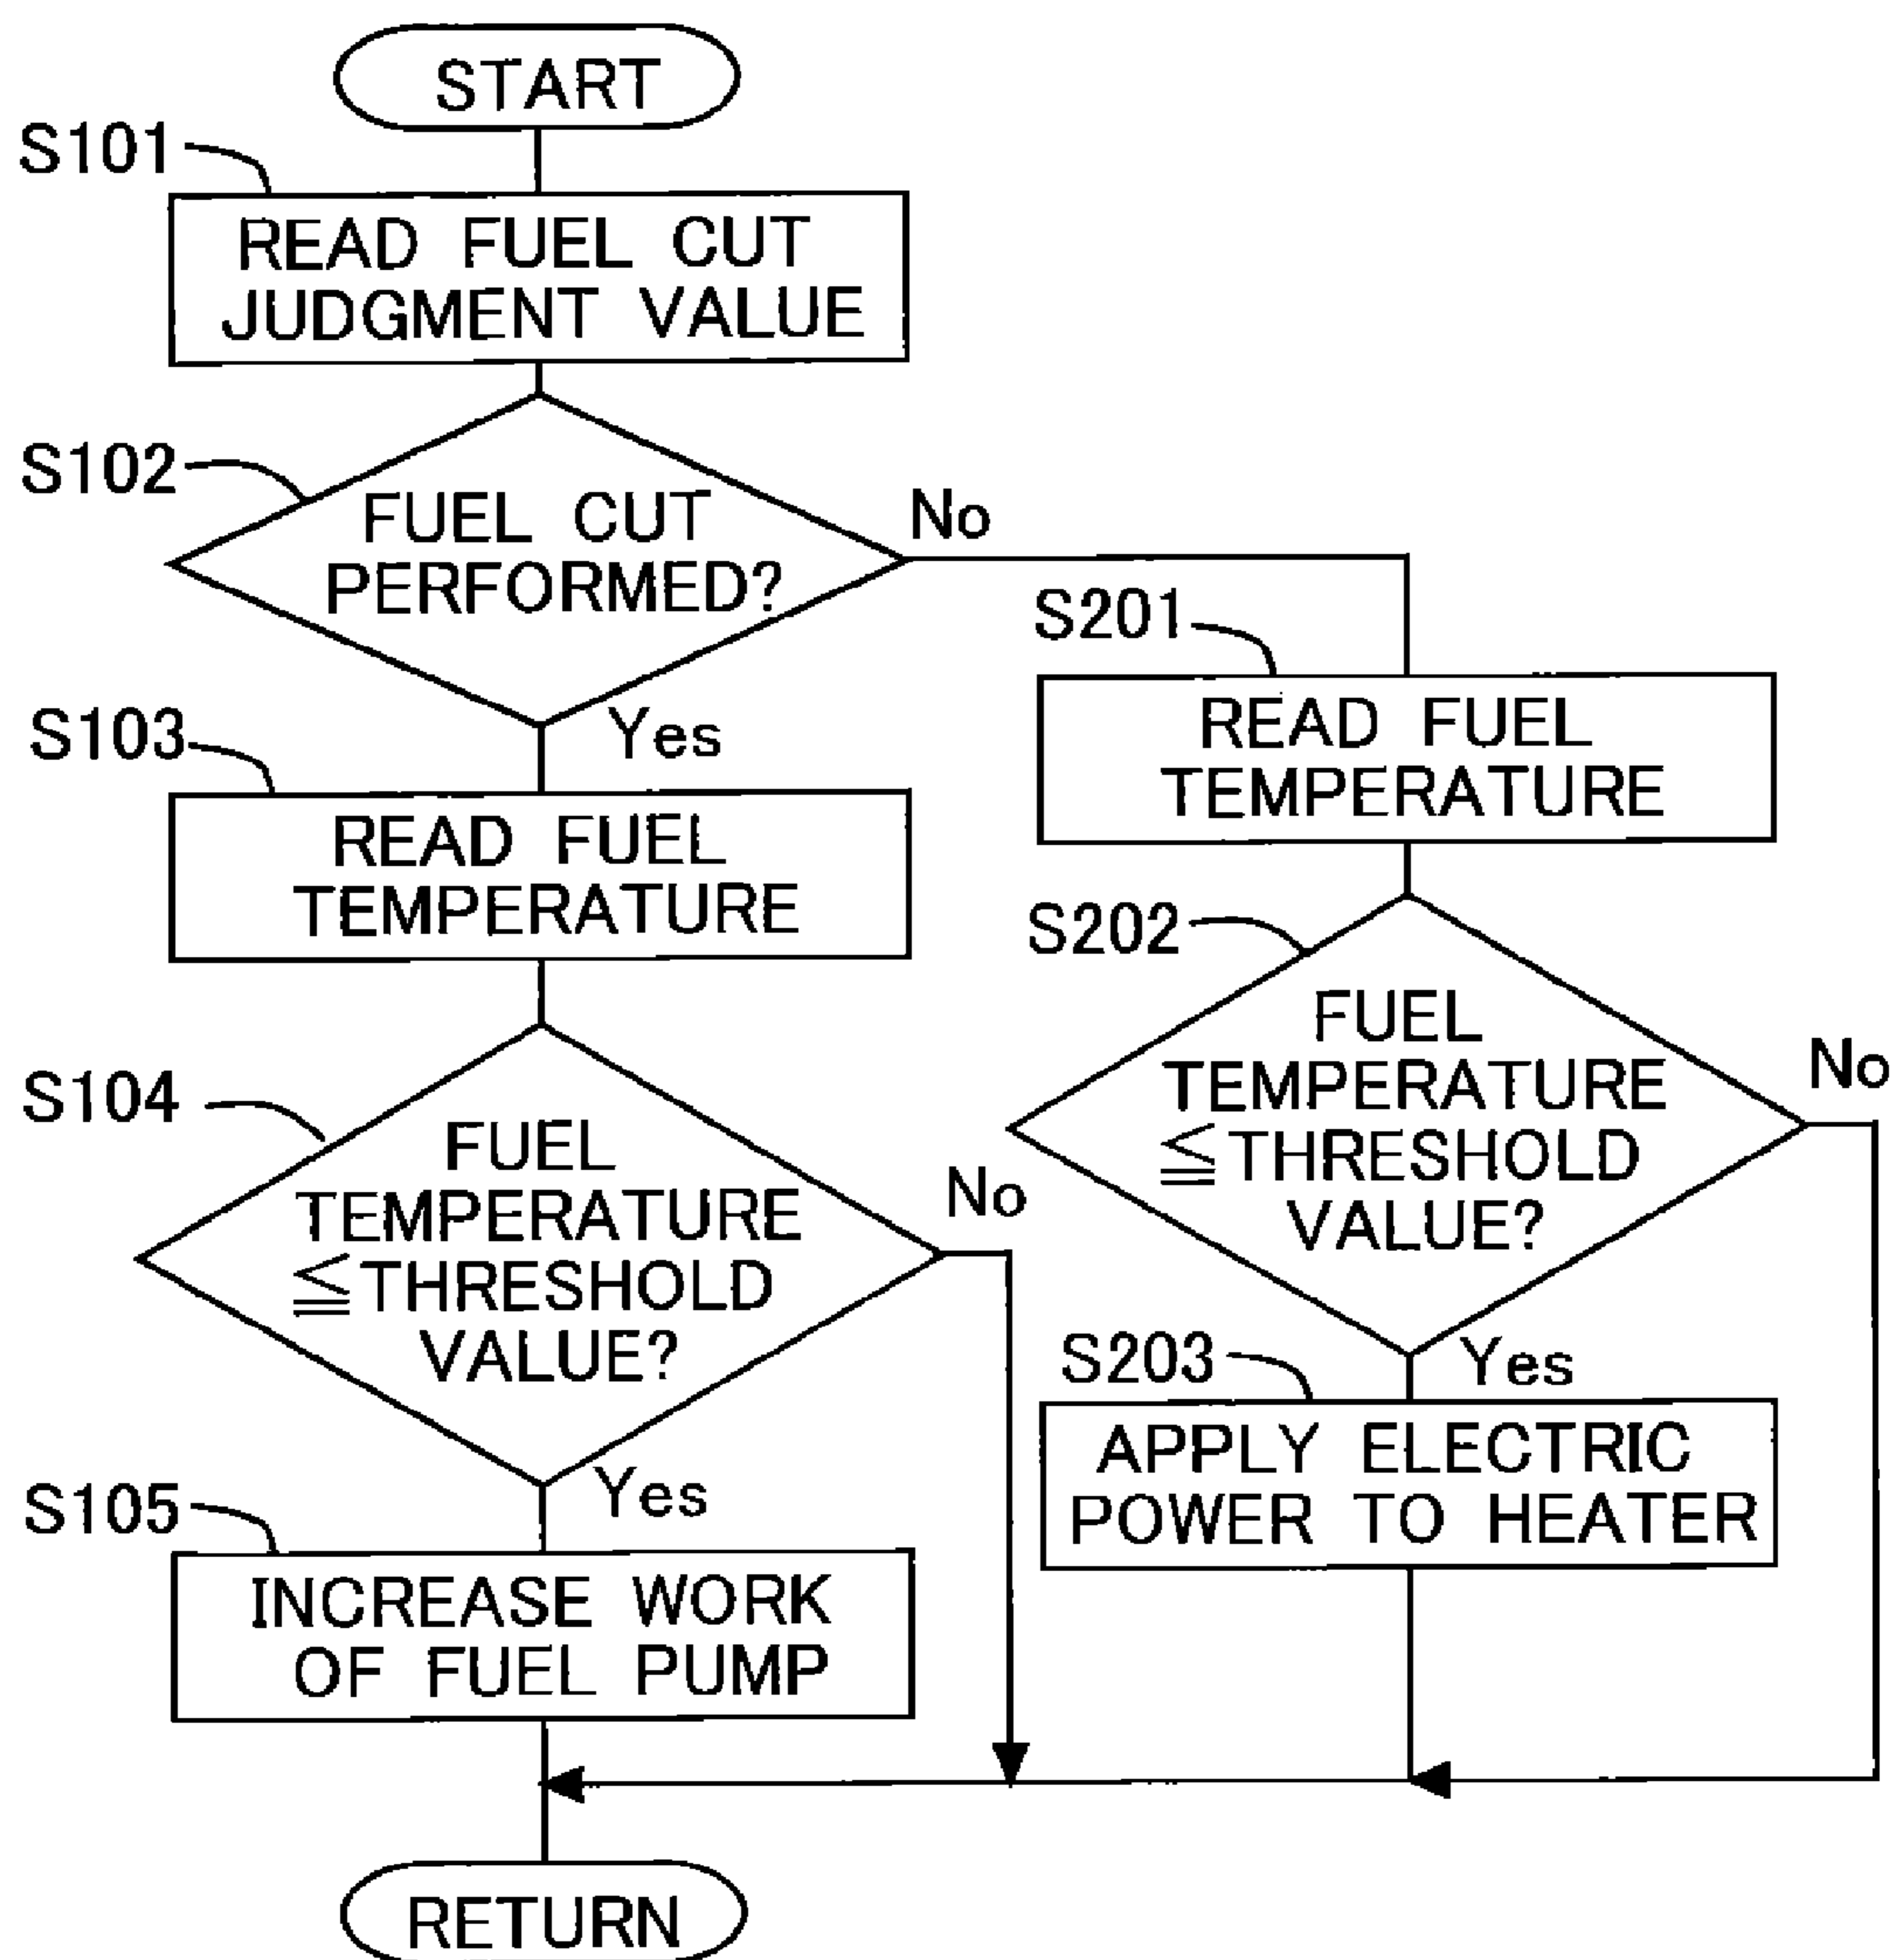 START
S101
READ FUEL CUT
JUDGMENT VALUE
S102
FUEL CUT
PERFORMED?
No
Yes
S103
READ FUEL
TEMPERATURE
S104
FUEL
TEMPERATURE
≦THRESHOLD
VALUE?
No
Yes
S105
INCREASE WORK
OF FUEL PUMP
S201
READ FUEL
TEMPERATURE
S202
FUEL
TEMPERATURE
≦THRESHOLD
VALUE?
No
Yes
S203
APPLY ELECTRIC
POWER TO HEATER
RETURN